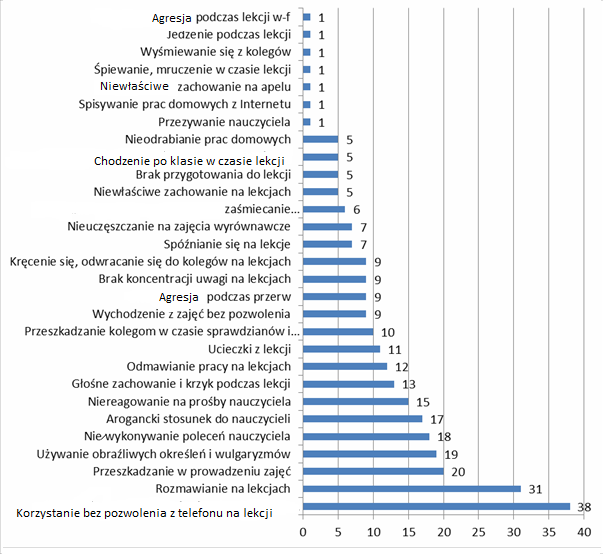 Agresja podczas lekcji w-f 1
Jedzenie podczas lekcji 1
Wyśmiewanie się z kolegów 1
Śpiewanie, mruczenie w czasie lekcji 1
Niewłaściwe zachowanie na apelu 1
Spisywanie prac domowych z Internetu 1
Przezywanie nauczyciela 1
Nieodrabianie prac domowych 5
Chodzenie po klasie w czasie lekcji 5
Brak przygotowania do lekcji 5
Niewłaściwe zachowanie na lekcjach 5
zaśmiecanie... 6
Nieuczęszczanie na zajęcia wyrównawcze 7
Spóźnianie się na lekcje 7
Kręcenie się, odwracanie się do kolegów na lekcjach 9
Brak koncentracji uwagi na lekcjach 9
Agresja podczas przerw 9
Wychodzenie z zajęć bez pozwolenia 9
Przeszkadzanie kolegom w czasie sprawdzianów i... 10
Ucieczki z lekcji 11
Odmawianie pracy na lekcjach 12
Głośne zachowanie i krzyk podczas lekcji 13
Niereagowanie na prośby nauczyciela 15
Arogancki stosunek do nauczycieli 17
Nie wykonywanie poleceń nauczyciela 18
Używanie obraźliwych określeń i wulgaryzmów 19
Przeszkadzanie w prowadzeniu zajęć 20
Rozmawianie na lekcjach 31
Korzystanie bez pozwolenia z telefonu na lekcji 38
0 5 10 15 20 25 30 35 40